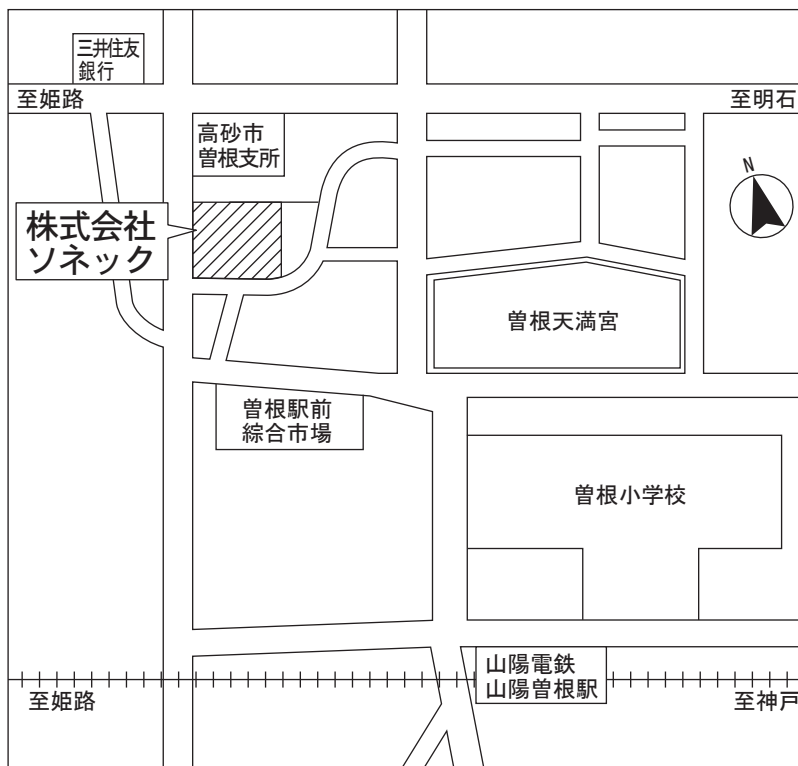 三井住友
銀行
至姫路
至明石
高砂市
曽根支所
N
株式会社
ソネック
曽根天満宮
曽根駅前
綜合市場
曽根小学校
山陽電鉄
山陽曽根駅
至姫路
至神戸